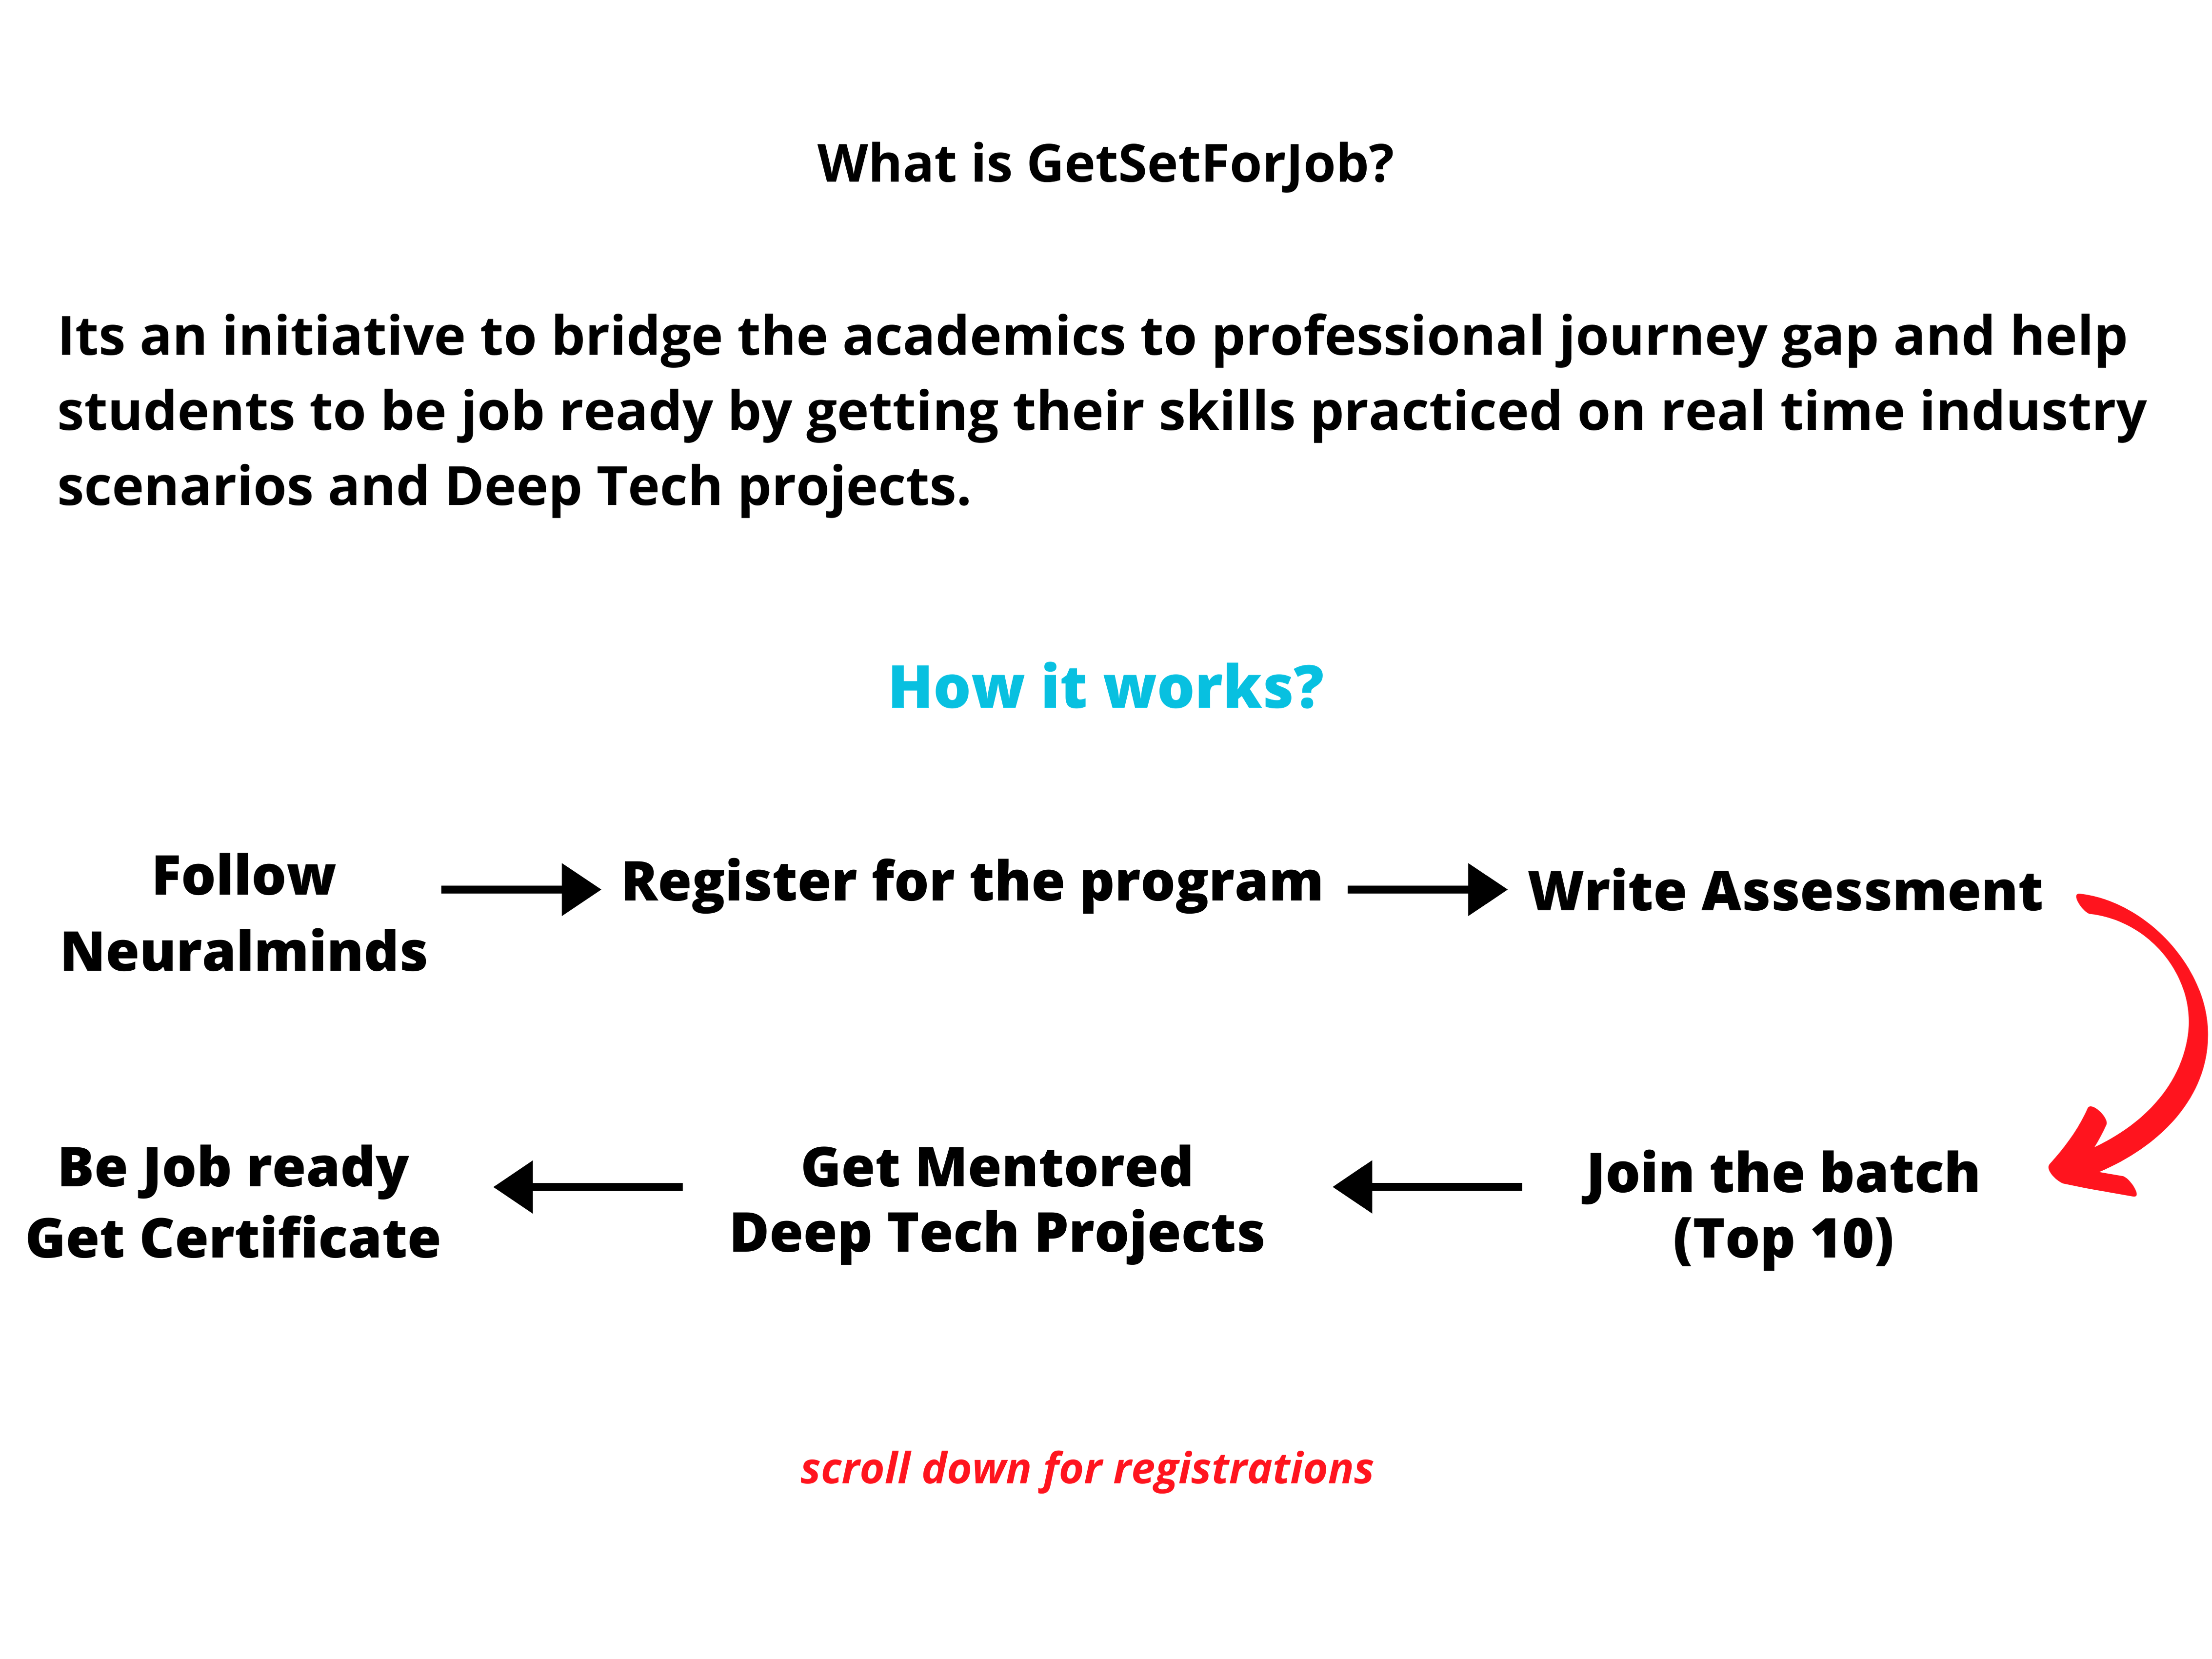 What is GetSetForJob?
Its an initiative to bridge the academics to professional journey gap and help
students to be job ready by getting their skills practiced on real time industry
scenarios and Deep Tech projects.
How it works?
Follow
Neuralminds
Register for the program
Write Assessment
Join the batch
(Top 10)
Get Mentored
Deep Tech Projects
Be Job ready
Get Certificate
scroll down for registrations